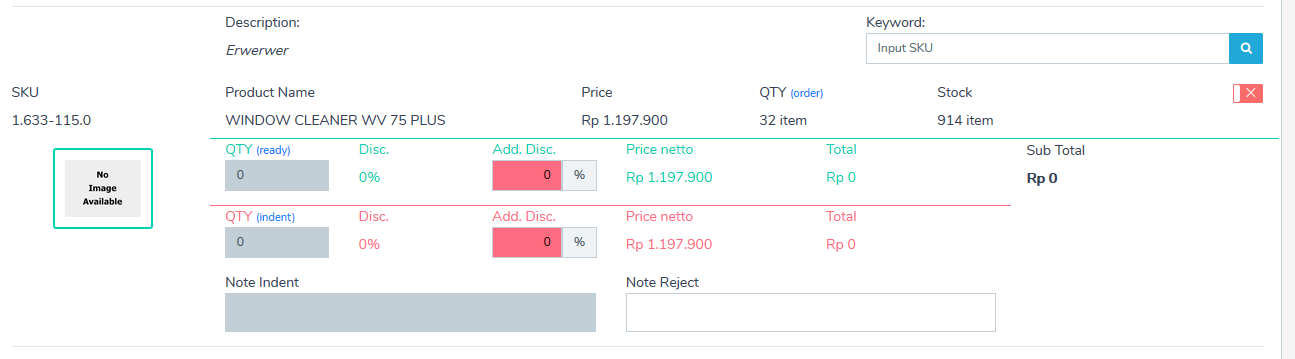 Description:
Keyword:
Erwerwer
Input SKU
SKU
Product Name
Price
QTY (order)
Stock
1.633-115.0
WINDOW CLEANER WV 75 PLUS
Rp 1.197.900
32 item
914 item
No
Image
Available
QTY (ready)
Disc.
Add. Disc.
Price netto
Total
Sub Total
0
0%
0
%
Rp 1.197.900
Rp 0
Rp 0
QTY (indent)
Disc.
Add. Disc.
Price netto
Total
0
0%
0
%
Rp 1.197.900
Rp 0
Note Indent
Note Reject